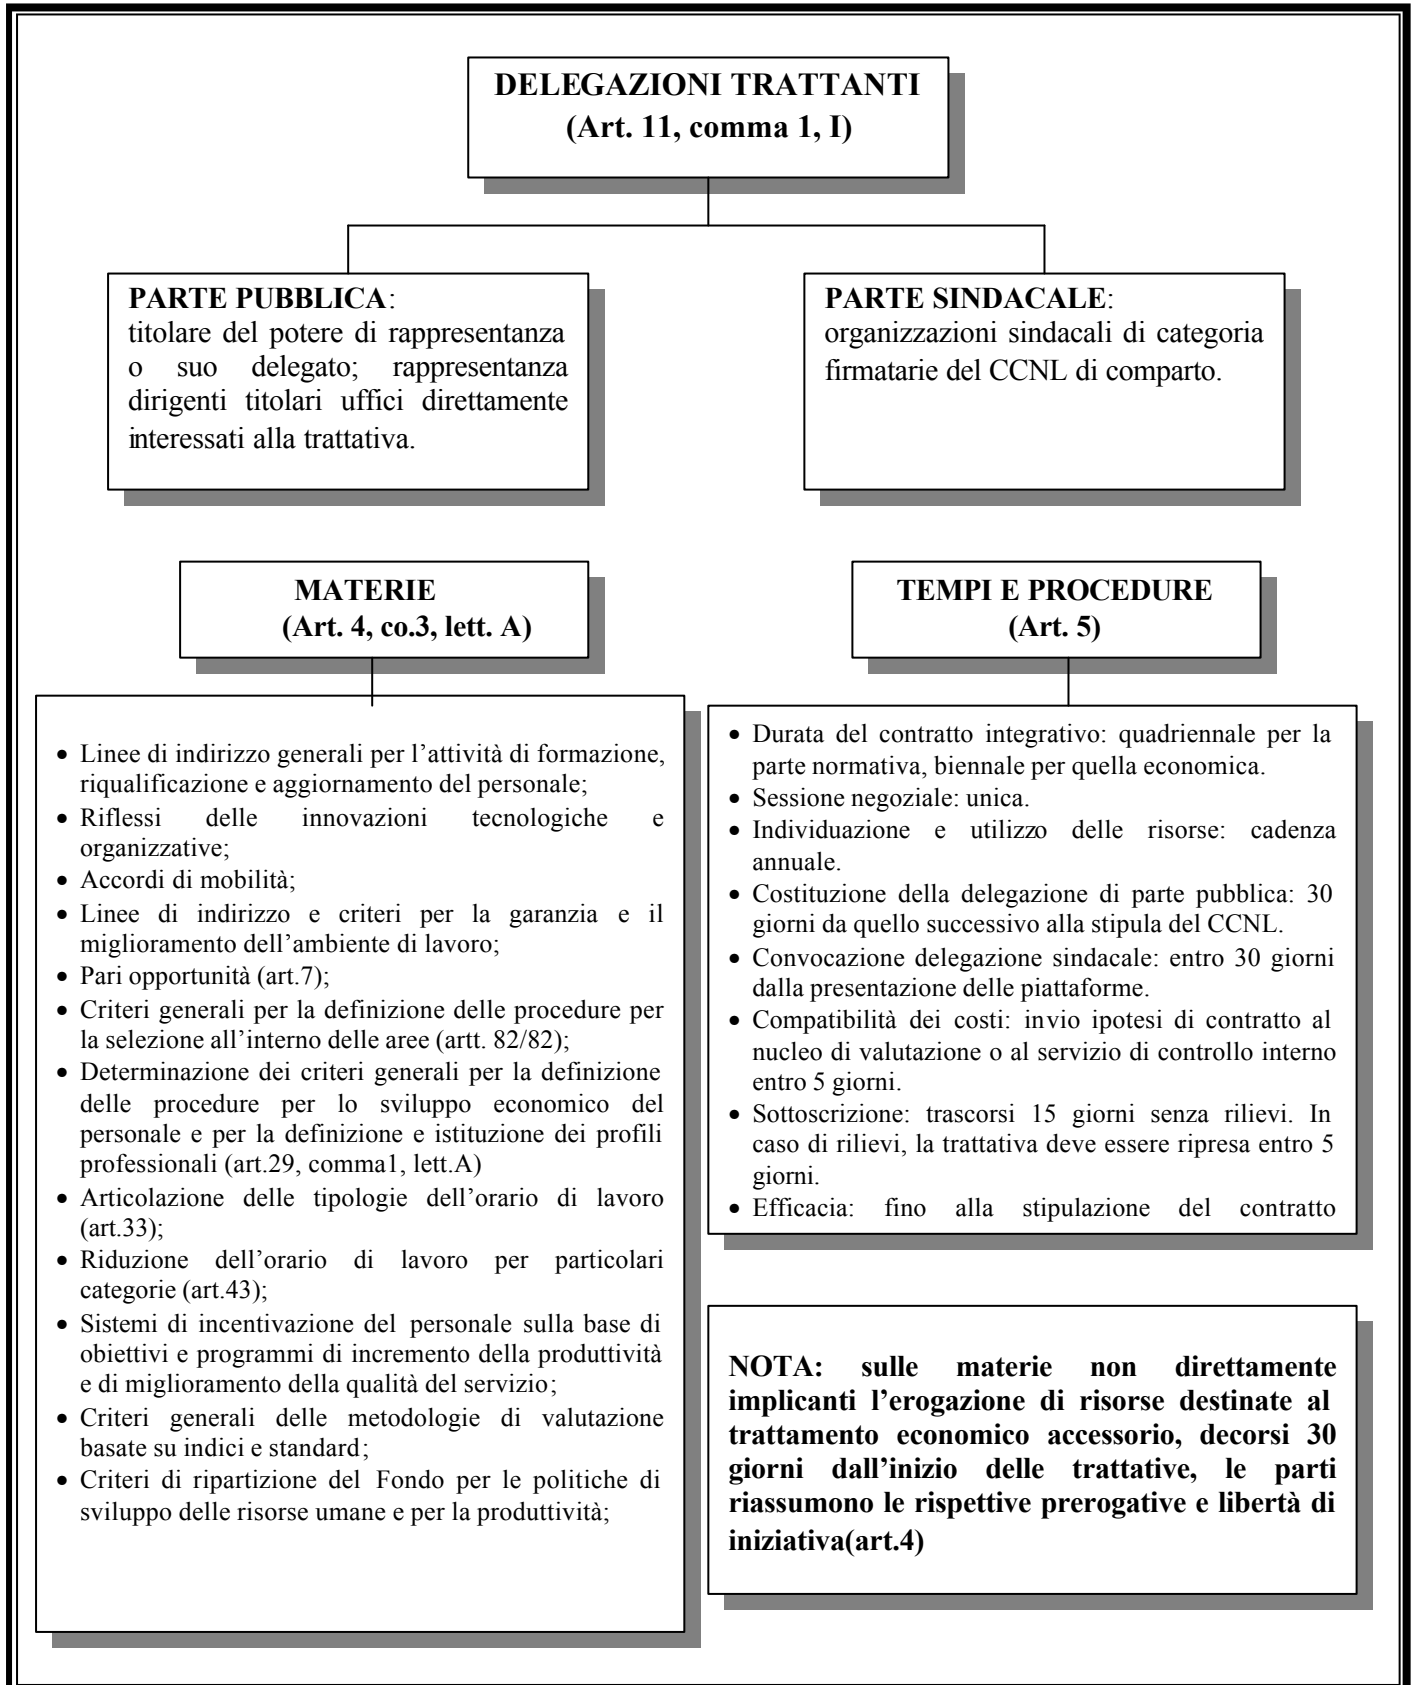 DELEGAZIONI TRATTANTI
(Art. 11, comma 1, I)
PARTE PUBBLICA:
titolare del potere di rappresentanza
o suo delegato; rappresentanza
dirigenti titolari uffici direttamente
interessati alla trattativa.
PARTE SINDACALE:
organizzazioni sindacali di categoria
firmatarie del CCNL di comparto.
MATERIE
(Art. 4, co.3, lett. A)
• Linee di indirizzo generali per l’attività di formazione,
riqualificazione e aggiornamento del personale;
• Riflessi delle innovazioni tecnologiche e
organizzative;
• Accordi di mobilità;
• Linee di indirizzo e criteri per la garanzia e il
miglioramento dell’ambiente di lavoro;
• Pari opportunità (art.7);
• Criteri generali per la definizione delle procedure per
la selezione all’interno delle aree (artt. 82/82);
• Determinazione dei criteri generali per la definizione
delle procedure per lo sviluppo economico del
personale e per la definizione e istituzione dei profili
professionali (art.29, comma1, lett.A)
• Articolazione delle tipologie dell’orario di lavoro
(art.33);
• Riduzione dell’orario di lavoro per particolari
categorie (art.43);
• Sistemi di incentivazione del personale sulla base di
obiettivi e programmi di incremento della produttività
e di miglioramento della qualità del servizio;
• Criteri generali delle metodologie di valutazione
basate su indici e standard;
• Criteri di ripartizione del Fondo per le politiche di
sviluppo delle risorse umane e per la produttività;
TEMPI E PROCEDURE
(Art. 5)
• Durata del contratto integrativo: quadriennale per la
parte normativa, biennale per quella economica.
• Sessione negoziale: unica.
• Individuazione e utilizzo delle risorse: cadenza
annuale.
• Costituzione della delegazione di parte pubblica: 30
giorni da quello successivo alla stipula del CCNL.
• Convocazione delegazione sindacale: entro 30 giorni
dalla presentazione delle piattaforme.
• Compatibilità dei costi: invio ipotesi di contratto al
nucleo di valutazione o al servizio di controllo interno
entro 5 giorni.
• Sottoscrizione: trascorsi 15 giorni senza rilievi. In
caso di rilievi, la trattativa deve essere ripresa entro 5
giorni.
• Efficacia: fino alla stipulazione del contratto
NOTA: sulle materie non direttamente
implicanti l’erogazione di risorse destinate al
trattamento economico accessorio, decorsi 30
giorni dall’inizio delle trattative, le parti
riassumono le rispettive prerogative e libertà di
iniziativa(art.4)